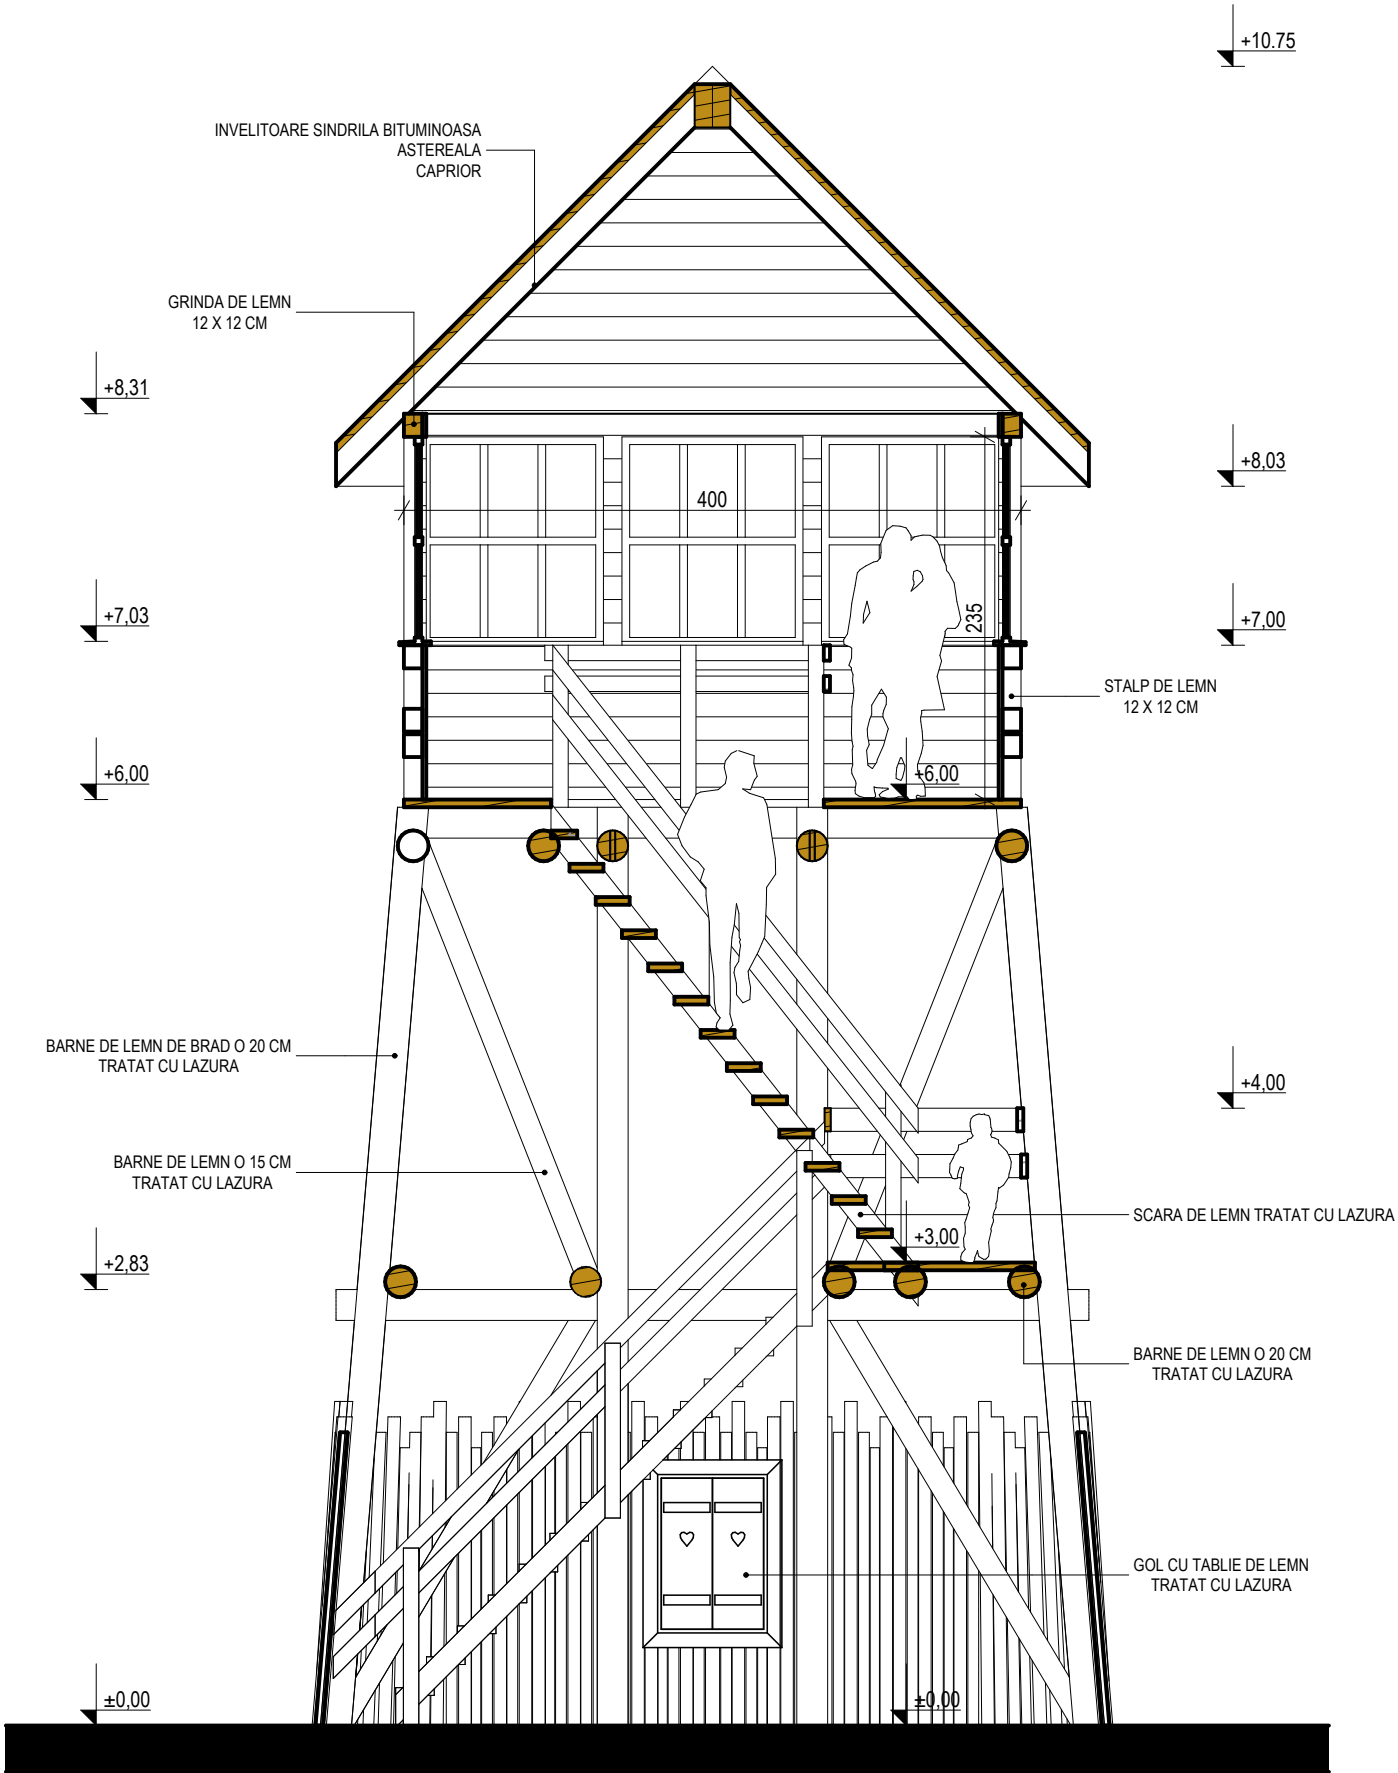 +10.75
INVELITOARE SINDRILA BITUMINOASA
ASTEREALA
CAPRIOR
GRINDA DE LEMN
12 X 12 CM
+8,31
+8,03
400
+7,03
235
+7,00
STALP DE LEMN
12 X 12 CM
+6,00
+6,00
BARNE DE LEMN DE BRAD O 20 CM
TRATAT CU LAZURA
+4,00
BARNE DE LEMN O 15 CM
TRATAT CU LAZURA
SCARA DE LEMN TRATAT CU LAZURA
+3,00
+2,83
BARNE DE LEMN O 20 CM
TRATAT CU LAZURA
GOL CU TABLIE DE LEMN
TRATAT CU LAZURA
±0,00
±0,00